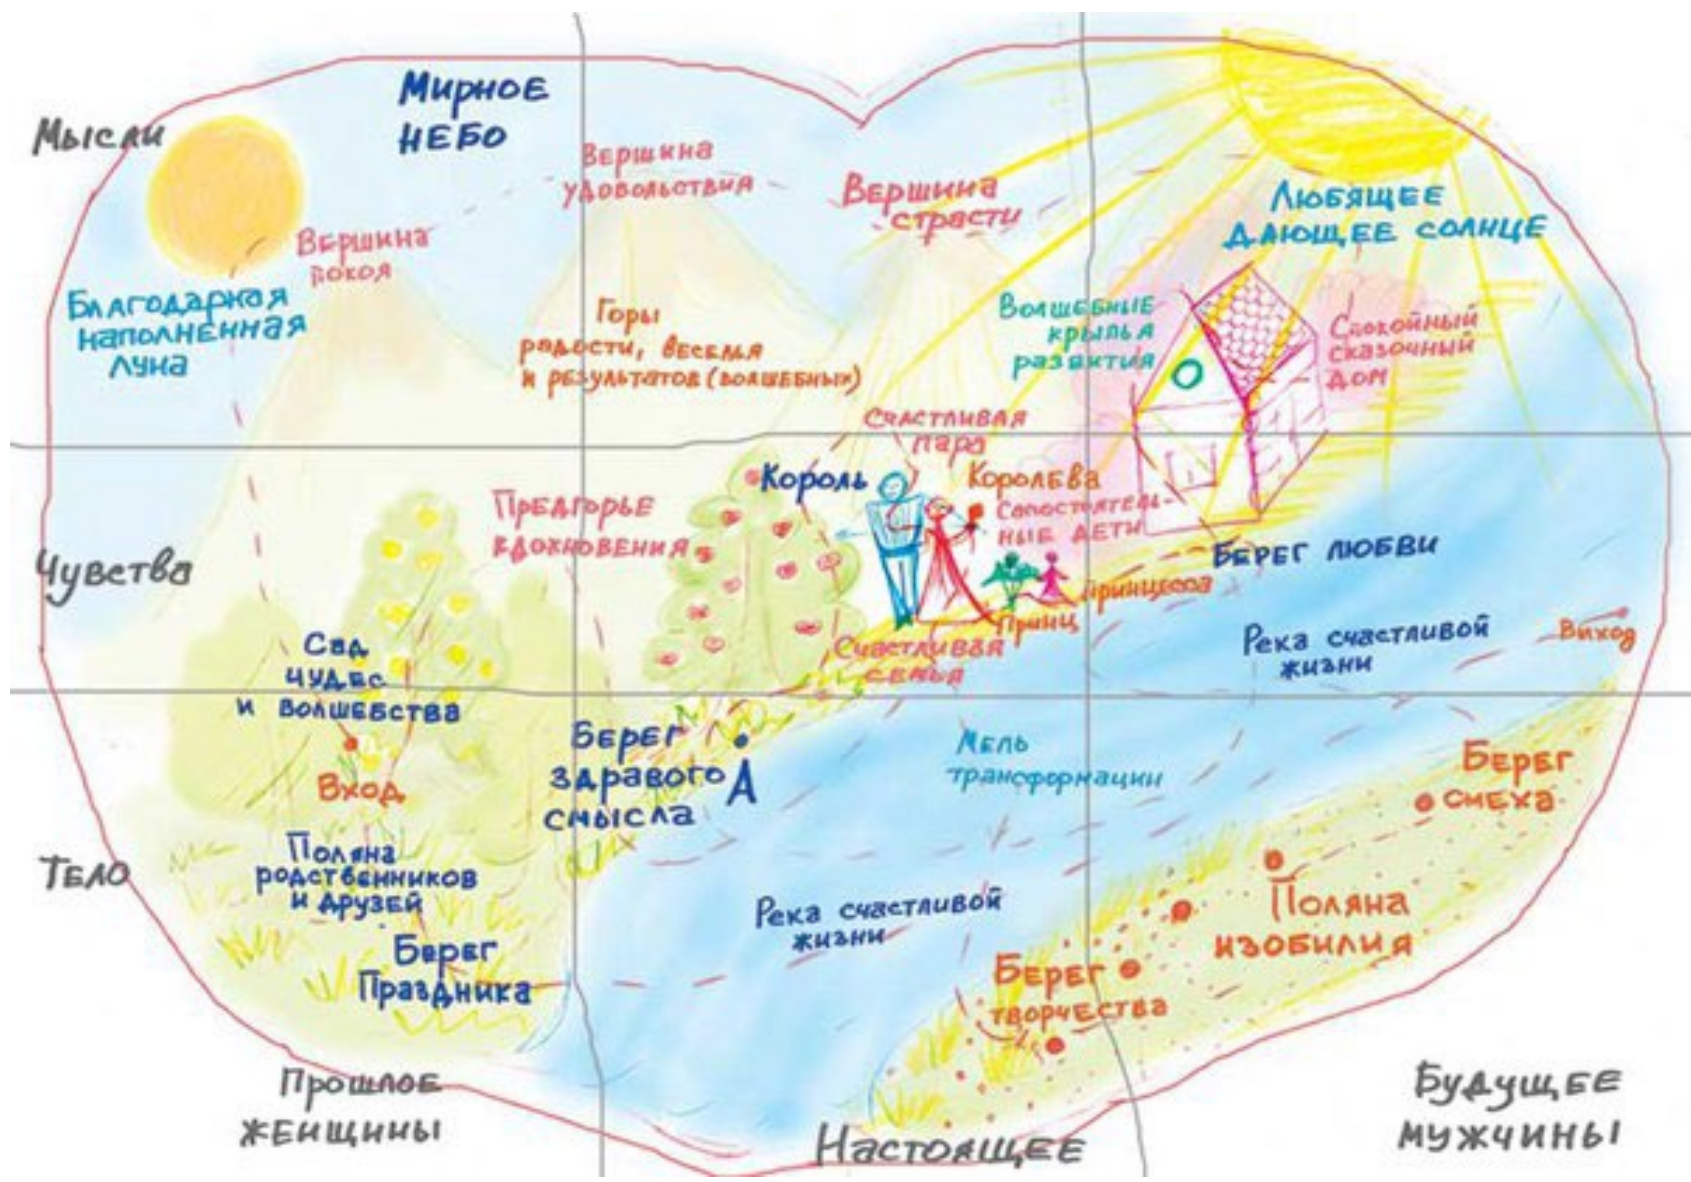 Мирное
небо
Мысли
Вершина
удовольствия
Вершина
страсти
Любящее
дающее солнце
Вершина
покоя
Благодарная
наполненная
луна
Горы
радости, веселья
и результатов (волшебных)
Волшебные
крылья
развития
Спокойный
сказочный
дом
Счастливая
пара
Король
Королева
Самостоятель-
ные дети
Предгорье
вдохновения
Чувства
Берег любви
Принцесса
Принц
Счастливая
семья
Река счастливой
жизни
Виход
Сад
чудес
и волшебства
Вход
Берег
здравого
смысла
А
Мель
трансформации
Берег
смеха
Тело
Поляна
родственников
и друзей
Берег
Праздника
Река счастливой
жизни
Поляна
изобилия
Берег
творчества
Прошлое
женщины
Настоящее
Будущее
мужчины